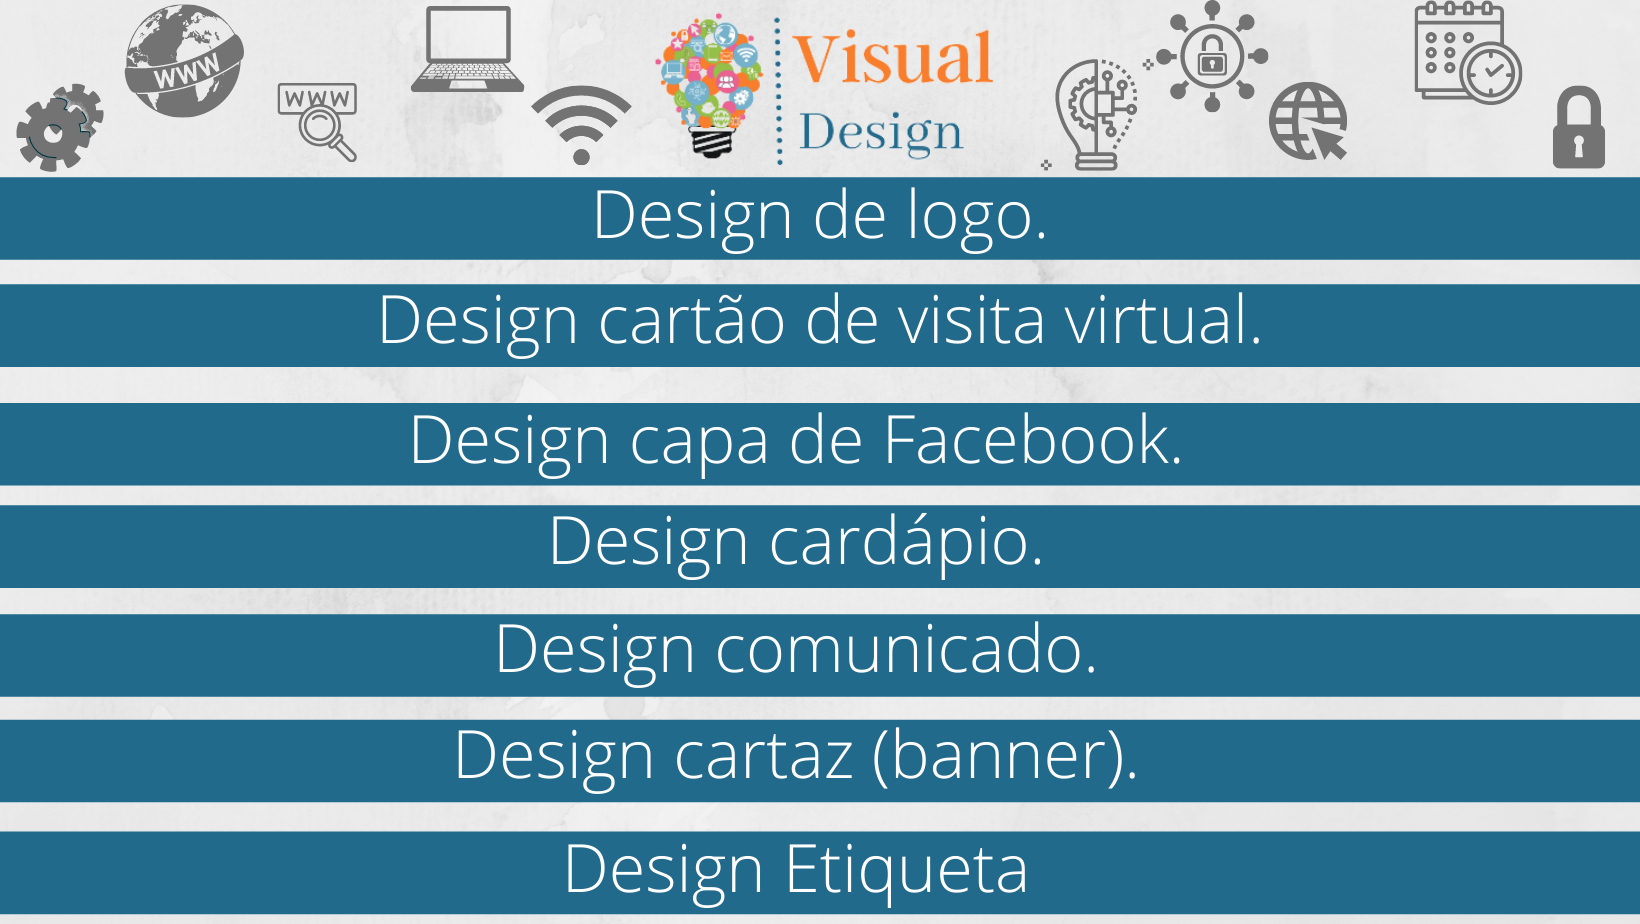 WWW
WWW
Visual
Design
Design de logo.
Design cartão de visita virtual.
Design capa de Facebook.
Design cardápio.
Design comunicado.
Design cartaz (banner).
Design Etiqueta